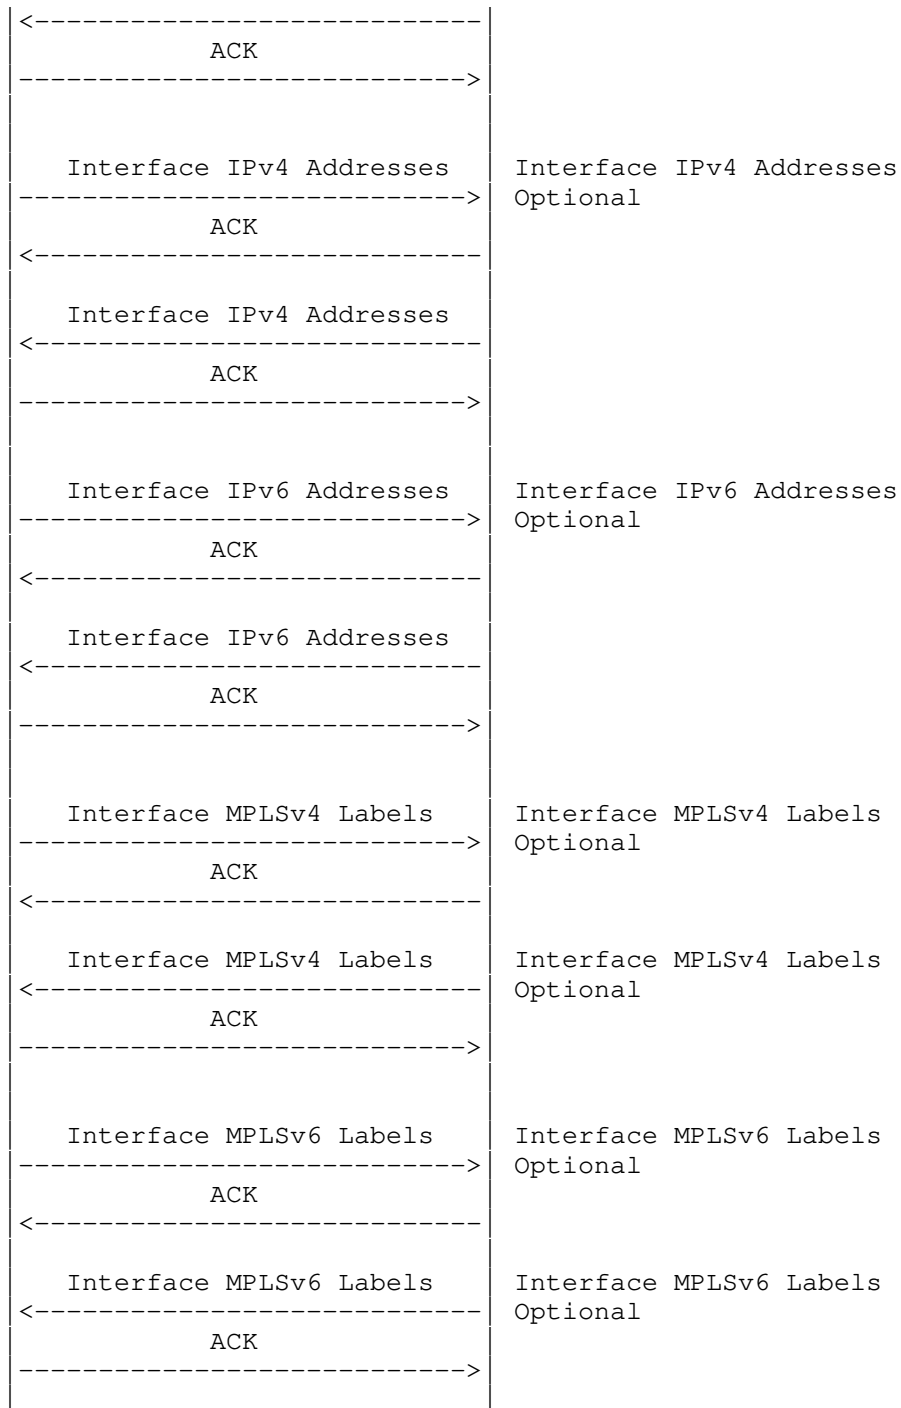 |<----------------------------|
|            ACK              |
|---------------------------->|
|   Interface IPv4 Addresses  | Interface IPv4 Addresses
|---------------------------->| Optional
|            ACK              |
|<----------------------------|
|   Interface IPv4 Addresses  |
|<----------------------------|
|            ACK              |
|---------------------------->|
|   Interface IPv6 Addresses  | Interface IPv6 Addresses
|---------------------------->| Optional
|            ACK              |
|<----------------------------|
|   Interface IPv6 Addresses  |
|<----------------------------|
|            ACK              |
|---------------------------->|
|   Interface MPLSv4 Labels   | Interface MPLSv4 Labels
|---------------------------->| Optional
|            ACK              |
|<----------------------------|
|   Interface MPLSv4 Labels   | Interface MPLSv4 Labels
|<----------------------------| Optional
|            ACK              |
|---------------------------->|
|   Interface MPLSv6 Labels   | Interface MPLSv6 Labels
|---------------------------->| Optional
|            ACK              |
|<----------------------------|
|   Interface MPLSv6 Labels   | Interface MPLSv6 Labels
|<----------------------------| Optional
|            ACK              |
|---------------------------->|